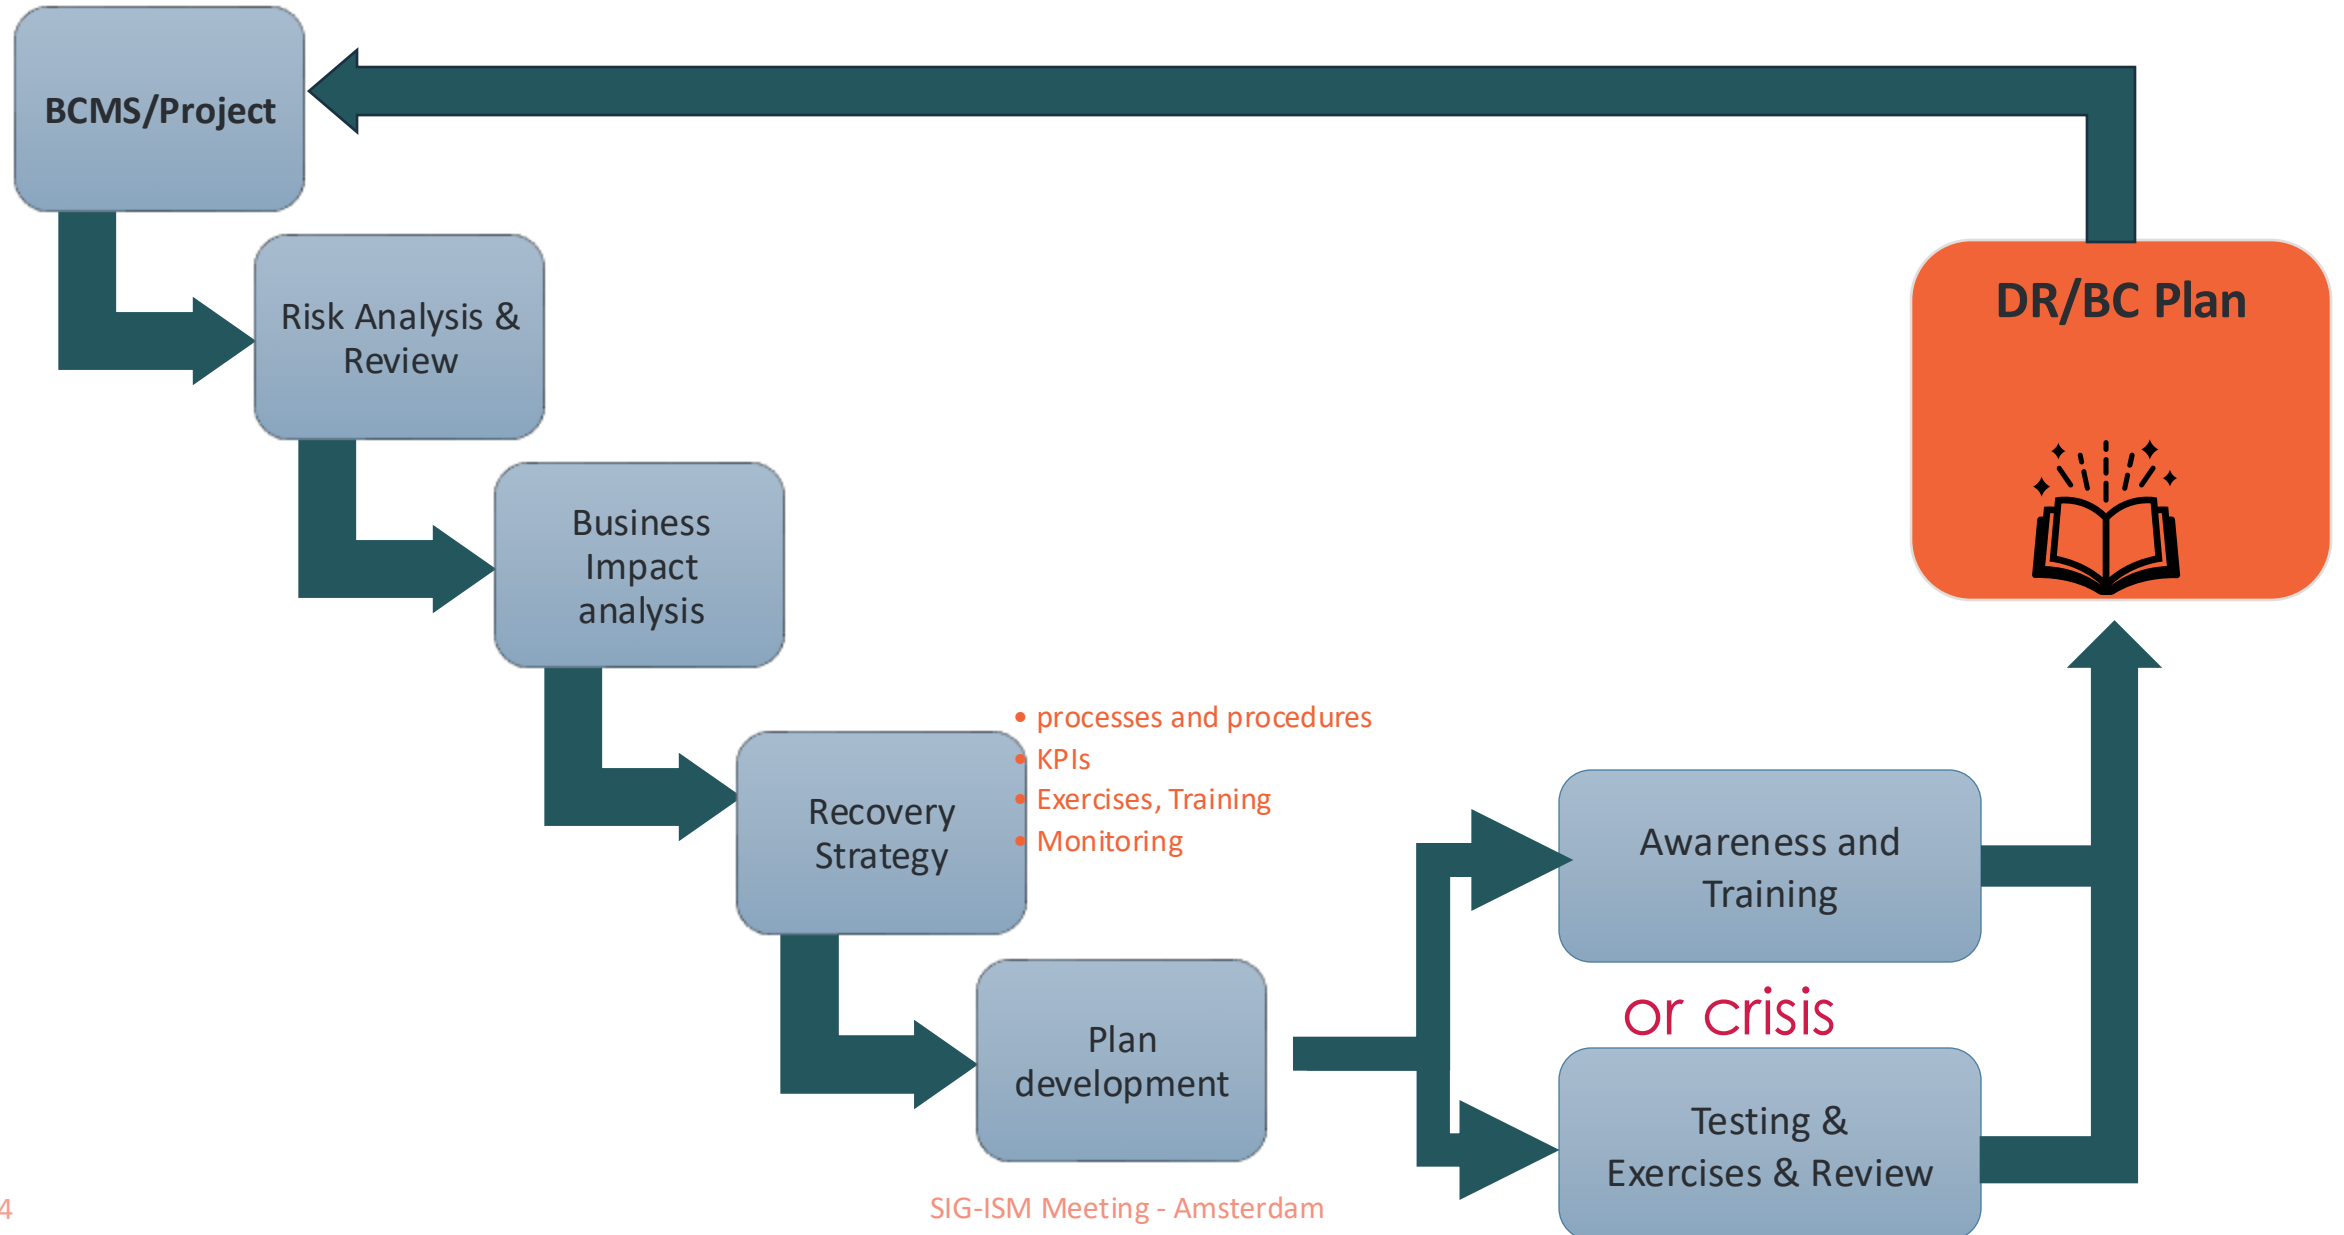 BCMS/Project
Risk Analysis &
Review
Business
Impact
analysis
Recovery
Strategy
• processes and procedures
• KPIs
• Exercises, Training
• Monitoring
Plan
development
Awareness and
Training
or crisis
Testing &
Exercises & Review
DR/BC Plan
4
SIG-ISM Meeting - Amsterdam